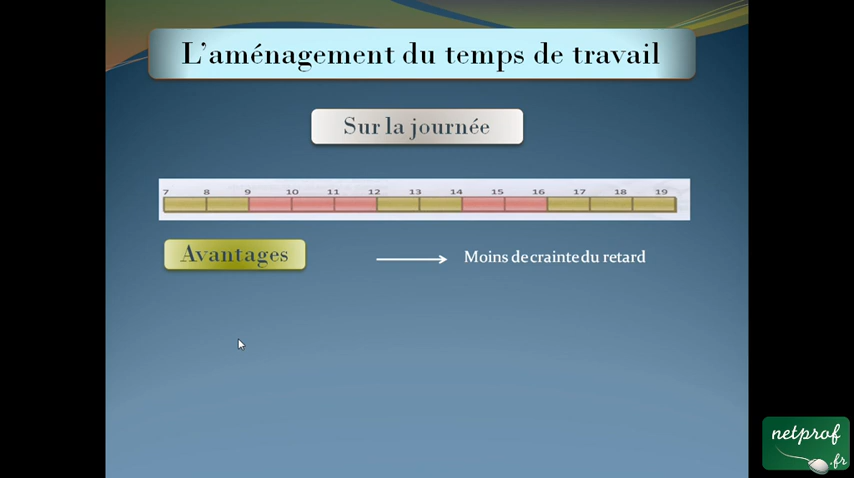 L'aménagement du temps de travail
Sur la journée
7 8 9 10 11 12 13 14 15 16 17 18 19
Avantages
Moins de crainte du retard
netprof
.fr